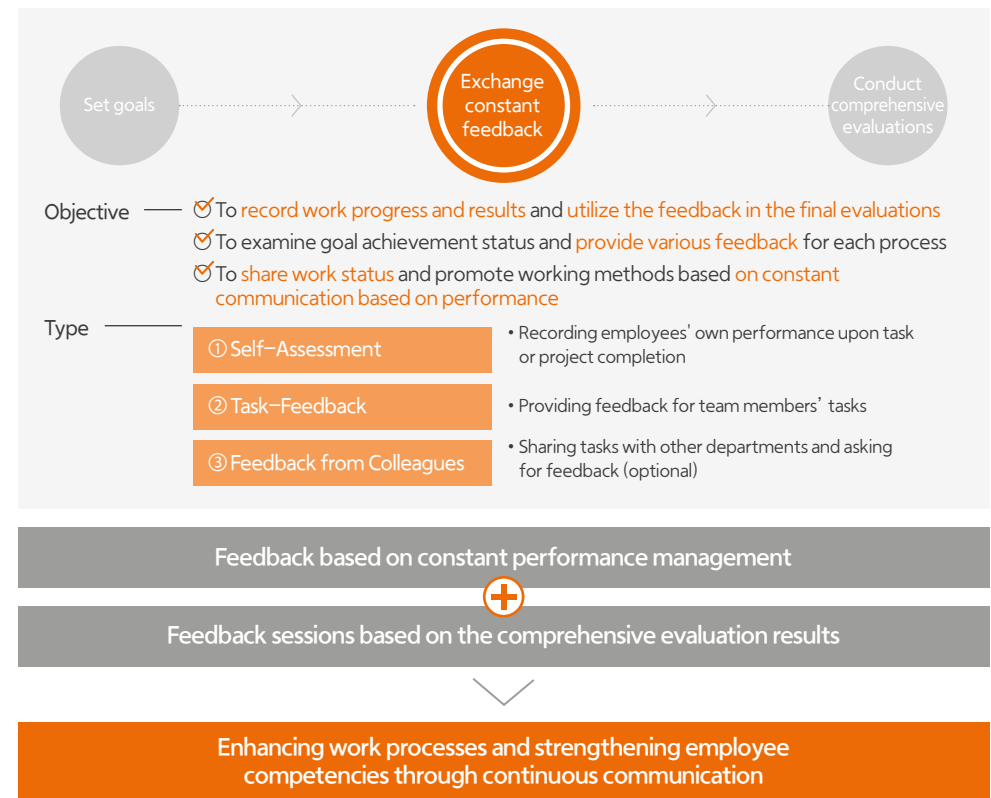 Set goals
Exchange
constant
feedback
Conduct
comprehensive
evaluations
Objective
To record work progress and results and utilize the feedback in the final evaluations
To examine goal achievement status and provide various feedback for each process
To share work status and promote working methods based on constant
communication based on performance
Type
① Self-Assessment
• Recording employees' own performance upon task
or project completion
② Task-Feedback
• Providing feedback for team members’ tasks
③ Feedback from Colleagues
• Sharing tasks with other departments and asking
for feedback (optional)
Feedback based on constant performance management
+
Feedback sessions based on the comprehensive evaluation results
Enhancing work processes and strengthening employee
competencies through continuous communication